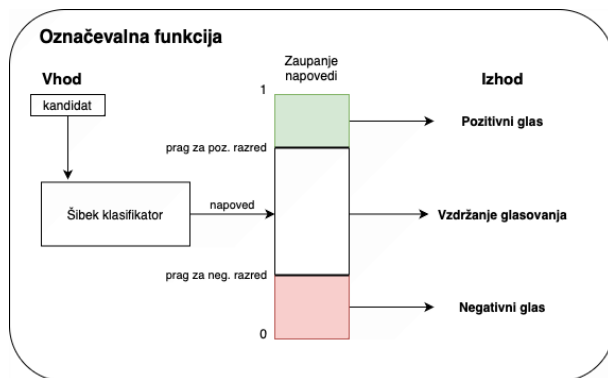 Označevalna funkcija
Vhod
Zaupanje
napovedi
Izhod
1
kandidat
Pozitivni glas
prag za poz. razred
Šibek klasifikator
napoved
Vzdržanje glasovanja
prag za neg. razred
Negativni glas
0